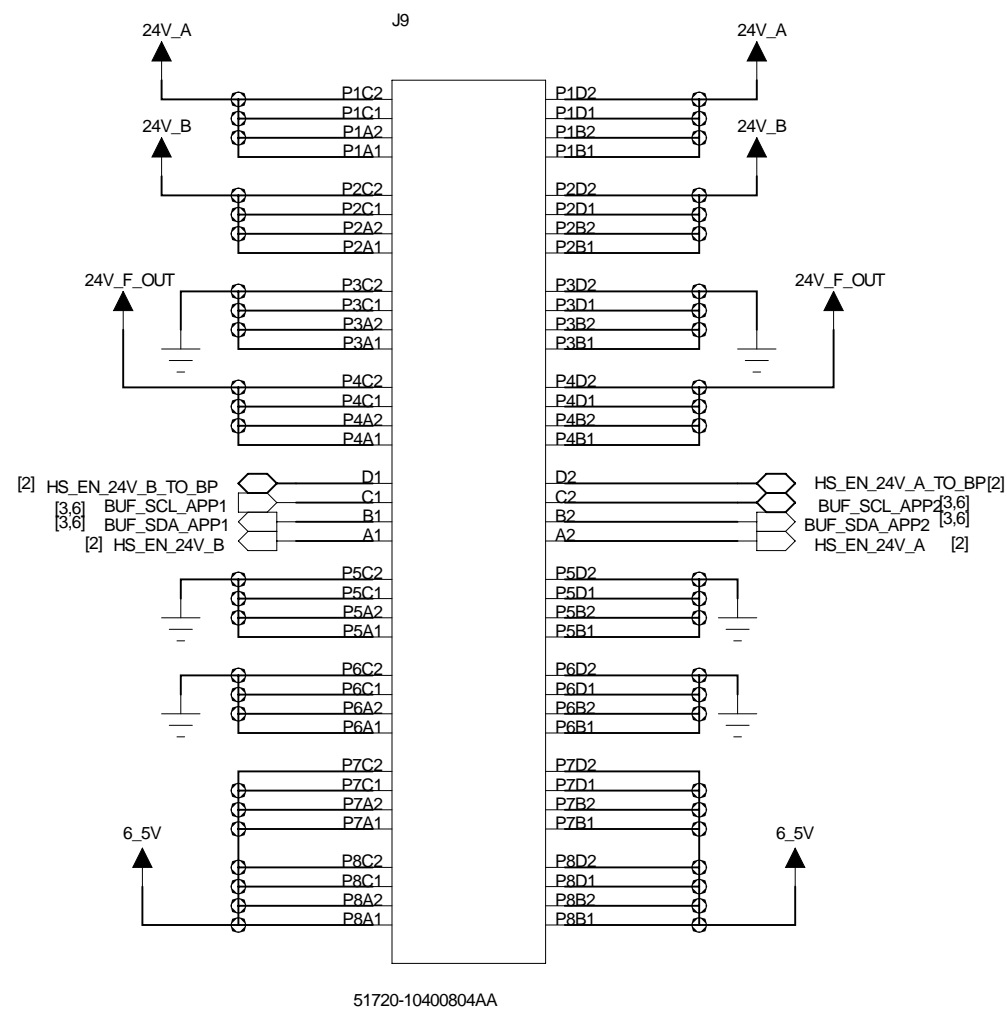 J9
24V_A 24V_A
P1C2 P1D2
P1C1 P1D1
P1A2 P1B2
24V_B 24V_B
P1A1 P1B1
P2C2 P2D2
P2C1 P2D1
P2A2 P2B2
P2A1 P2B1
24V_F_OUT 24V_F_OUT
P3C2 P3D2
P3C1 P3D1
P3A2 P3B2
P3A1 P3B1
P4C2 P4D2
P4C1 P4D1
P4A2 P4B2
P4A1 P4B1
[2] HS_EN_24V_B_TO_BP D1 D2 HS_EN_24V_A_TO_BP[2]
[3,6] BUF_SCL_APP1 C1 C2 BUF_SCL_APP2[3,6]
[3,6] BUF_SDA_APP1 B1 B2 BUF_SDA_APP2 [3,6]
[2] HS_EN_24V_B A1 A2 HS_EN_24V_A [2]
P5C2 P5D2
P5C1 P5D1
P5A2 P5B2
P5A1 P5B1
P6C2 P6D2
P6C1 P6D1
P6A2 P6B2
P6A1 P6B1
P7C2 P7D2
P7C1 P7D1
P7A2 P7B2
P7A1 P7B1
6_5V 6_5V
P8C2 P8D2
P8C1 P8D1
P8A2 P8B2
P8A1 P8B1
51720-10400804AA